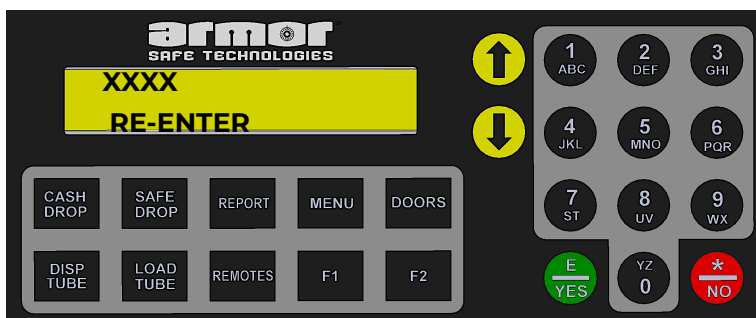 armor
SAFE TECHNOLOGIES
XXXX
RE-ENTER
CASH DROP
SAFE DROP
REPORT
MENU
DOORS
DISP TUBE
LOAD TUBE
REMOTES
F1
F2
1
ABC
2
DEF
3
GHI
4
JKL
5
MNO
6
PQR
7
ST
8
UV
9
WX
E
YES
YZ
0
*
NO